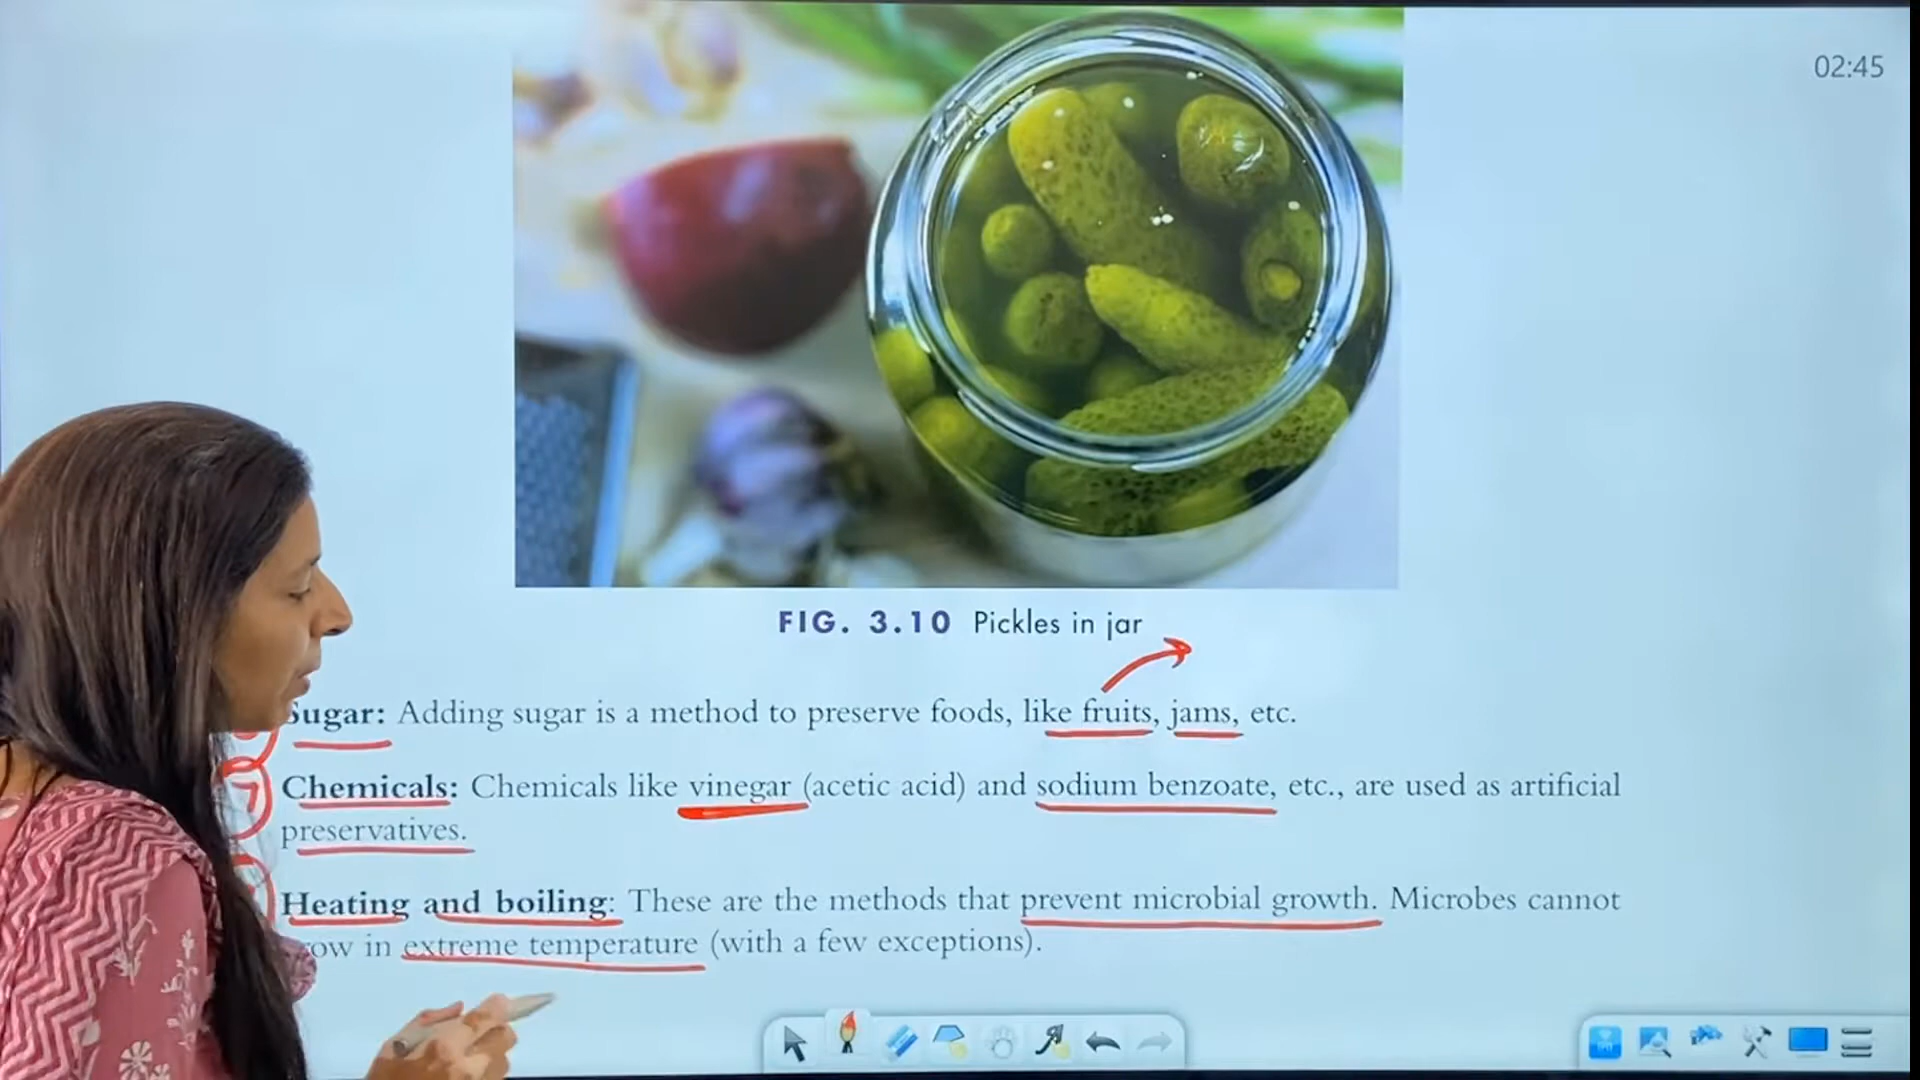 02:45
FIG. 3.10 Pickles in jar
Sugar: Adding sugar is a method to preserve foods, like fruits, jams, etc.
Chemicals: Chemicals like vinegar (acetic acid) and sodium benzoate, etc., are used as artificial
preservatives.
Heating and boiling: These are the methods that prevent microbial growth. Microbes cannot
in extreme temperature (with a few exceptions).